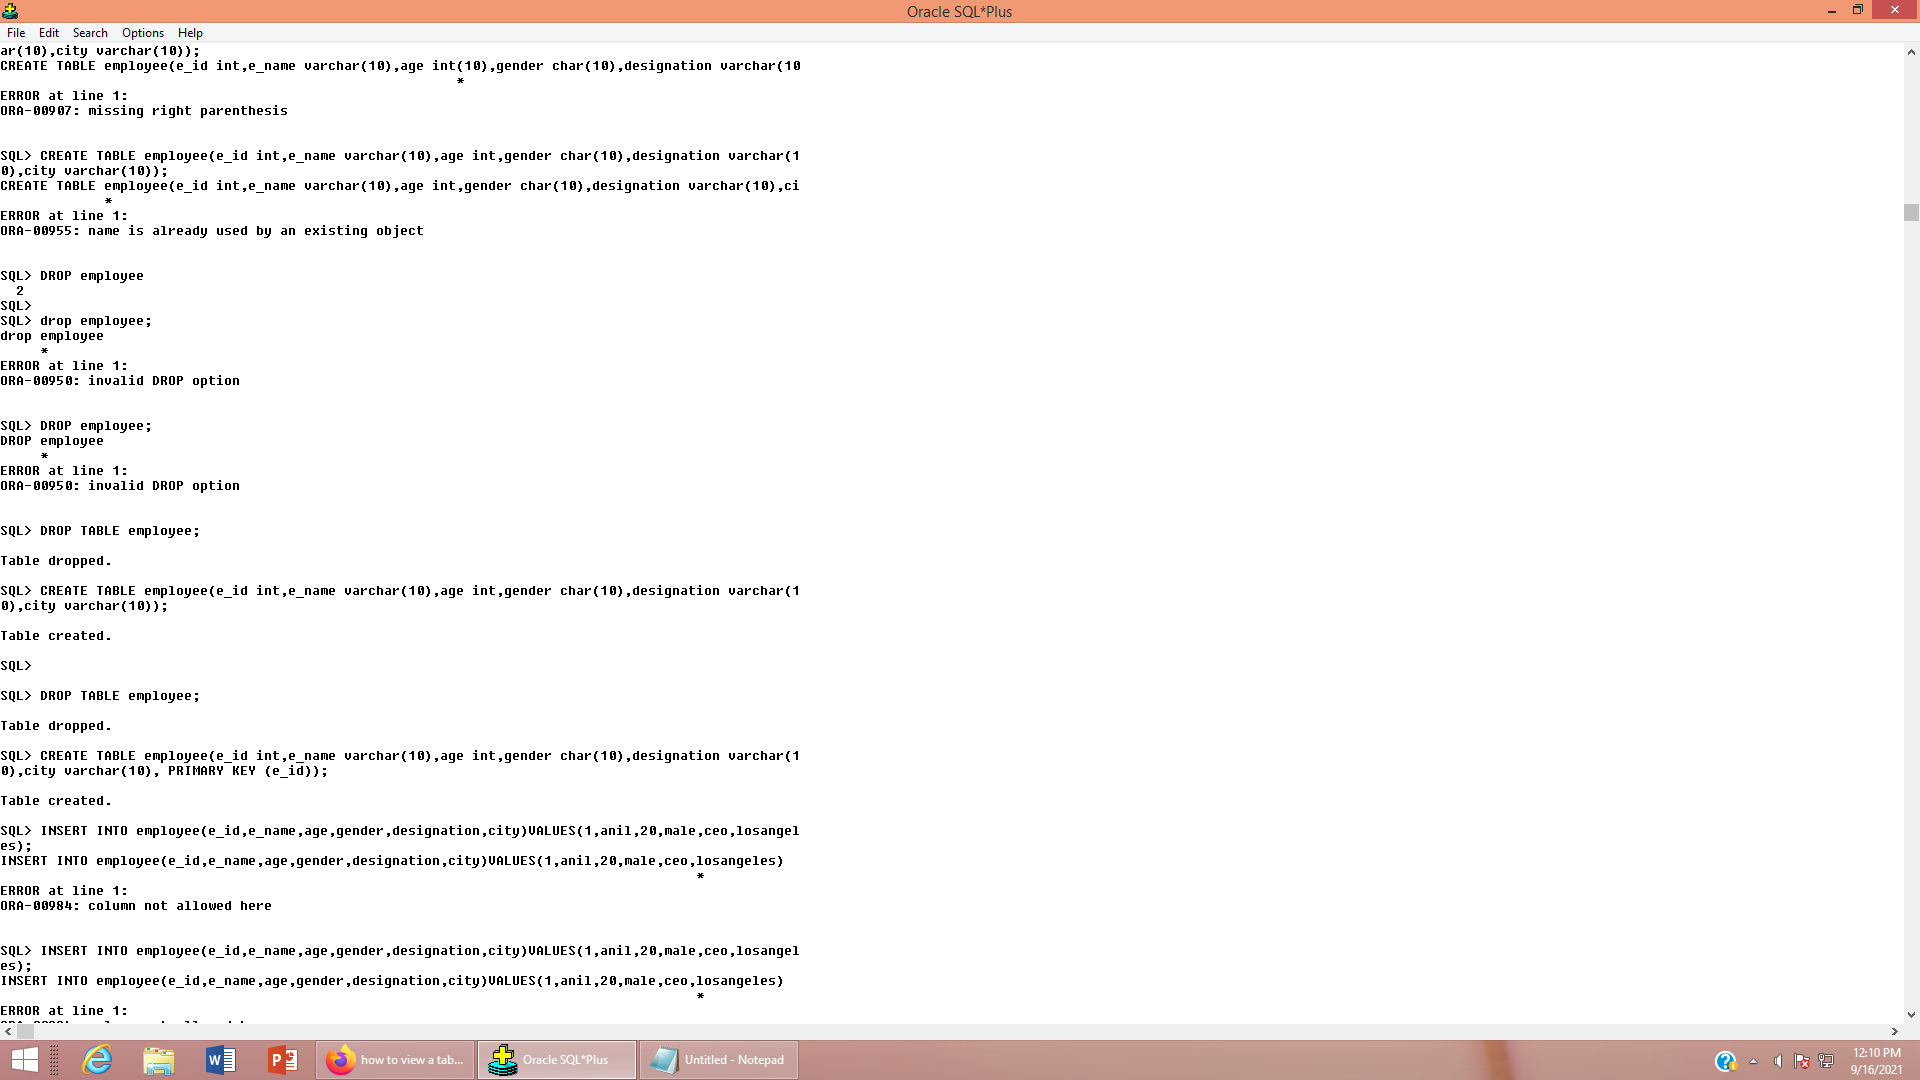 Oracle SQL*Plus
File Edit Search Options Help
ar(10),city varchar(10));
CREATE TABLE employee(e_id int,e_name varchar(10),age int(10),gender char(10),designation varchar(10
*
ERROR at line 1:
ORA-00907: missing right parenthesis
SQL> CREATE TABLE employee(e_id int,e_name varchar(10),age int,gender char(10),designation varchar(1
0),city varchar(10));
CREATE TABLE employee(e_id int,e_name varchar(10),age int,gender char(10),designation varchar(10),ci
*
ERROR at line 1:
ORA-00955: name is already used by an existing object
SQL> DROP employee
2
SQL>
SQL> drop employee;
drop employee
*
ERROR at line 1:
ORA-00950: invalid DROP option
SQL> DROP employee;
DROP employee
*
ERROR at line 1:
ORA-00950: invalid DROP option
SQL> DROP TABLE employee;
Table dropped.
SQL> CREATE TABLE employee(e_id int,e_name varchar(10),age int,gender char(10),designation varchar(1
0),city varchar(10));
Table created.
SQL>
SQL> DROP TABLE employee;
Table dropped.
SQL> CREATE TABLE employee(e_id int,e_name varchar(10),age int,gender char(10),designation varchar(1
0),city varchar(10), PRIMARY KEY (e_id));
Table created.
SQL> INSERT INTO employee(e_id,e_name,age,gender,designation,city)VALUES(1,anil,20,male,ceo,losangel
es);
INSERT INTO employee(e_id,e_name,age,gender,designation,city)VALUES(1,anil,20,male,ceo,losangeles)
*
ERROR at line 1:
ORA-00984: column not allowed here
SQL> INSERT INTO employee(e_id,e_name,age,gender,designation,city)VALUES(1,anil,20,male,ceo,losangel
es);
INSERT INTO employee(e_id,e_name,age,gender,designation,city)VALUES(1,anil,20,male,ceo,losangeles)
*
ERROR at line 1:
how to view a tab... Oracle SQL*Plus Untitled - Notepad
12:10 PM
9/16/2021